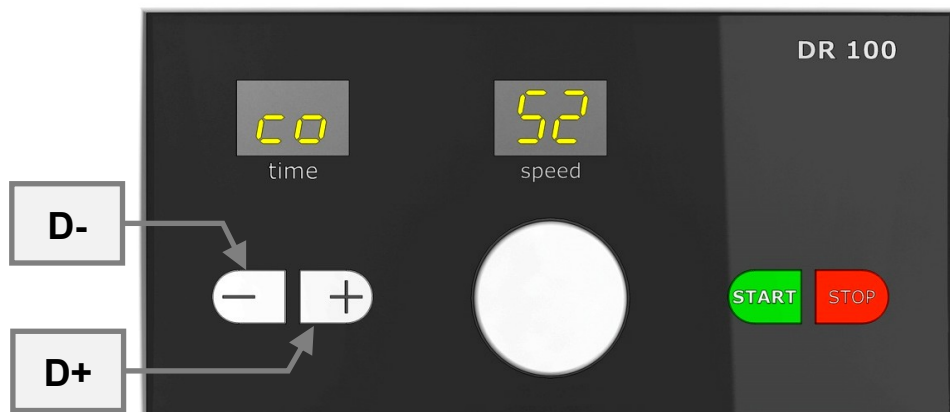 DR 100
co
52
time
speed
D-
− +
START STOP
D+